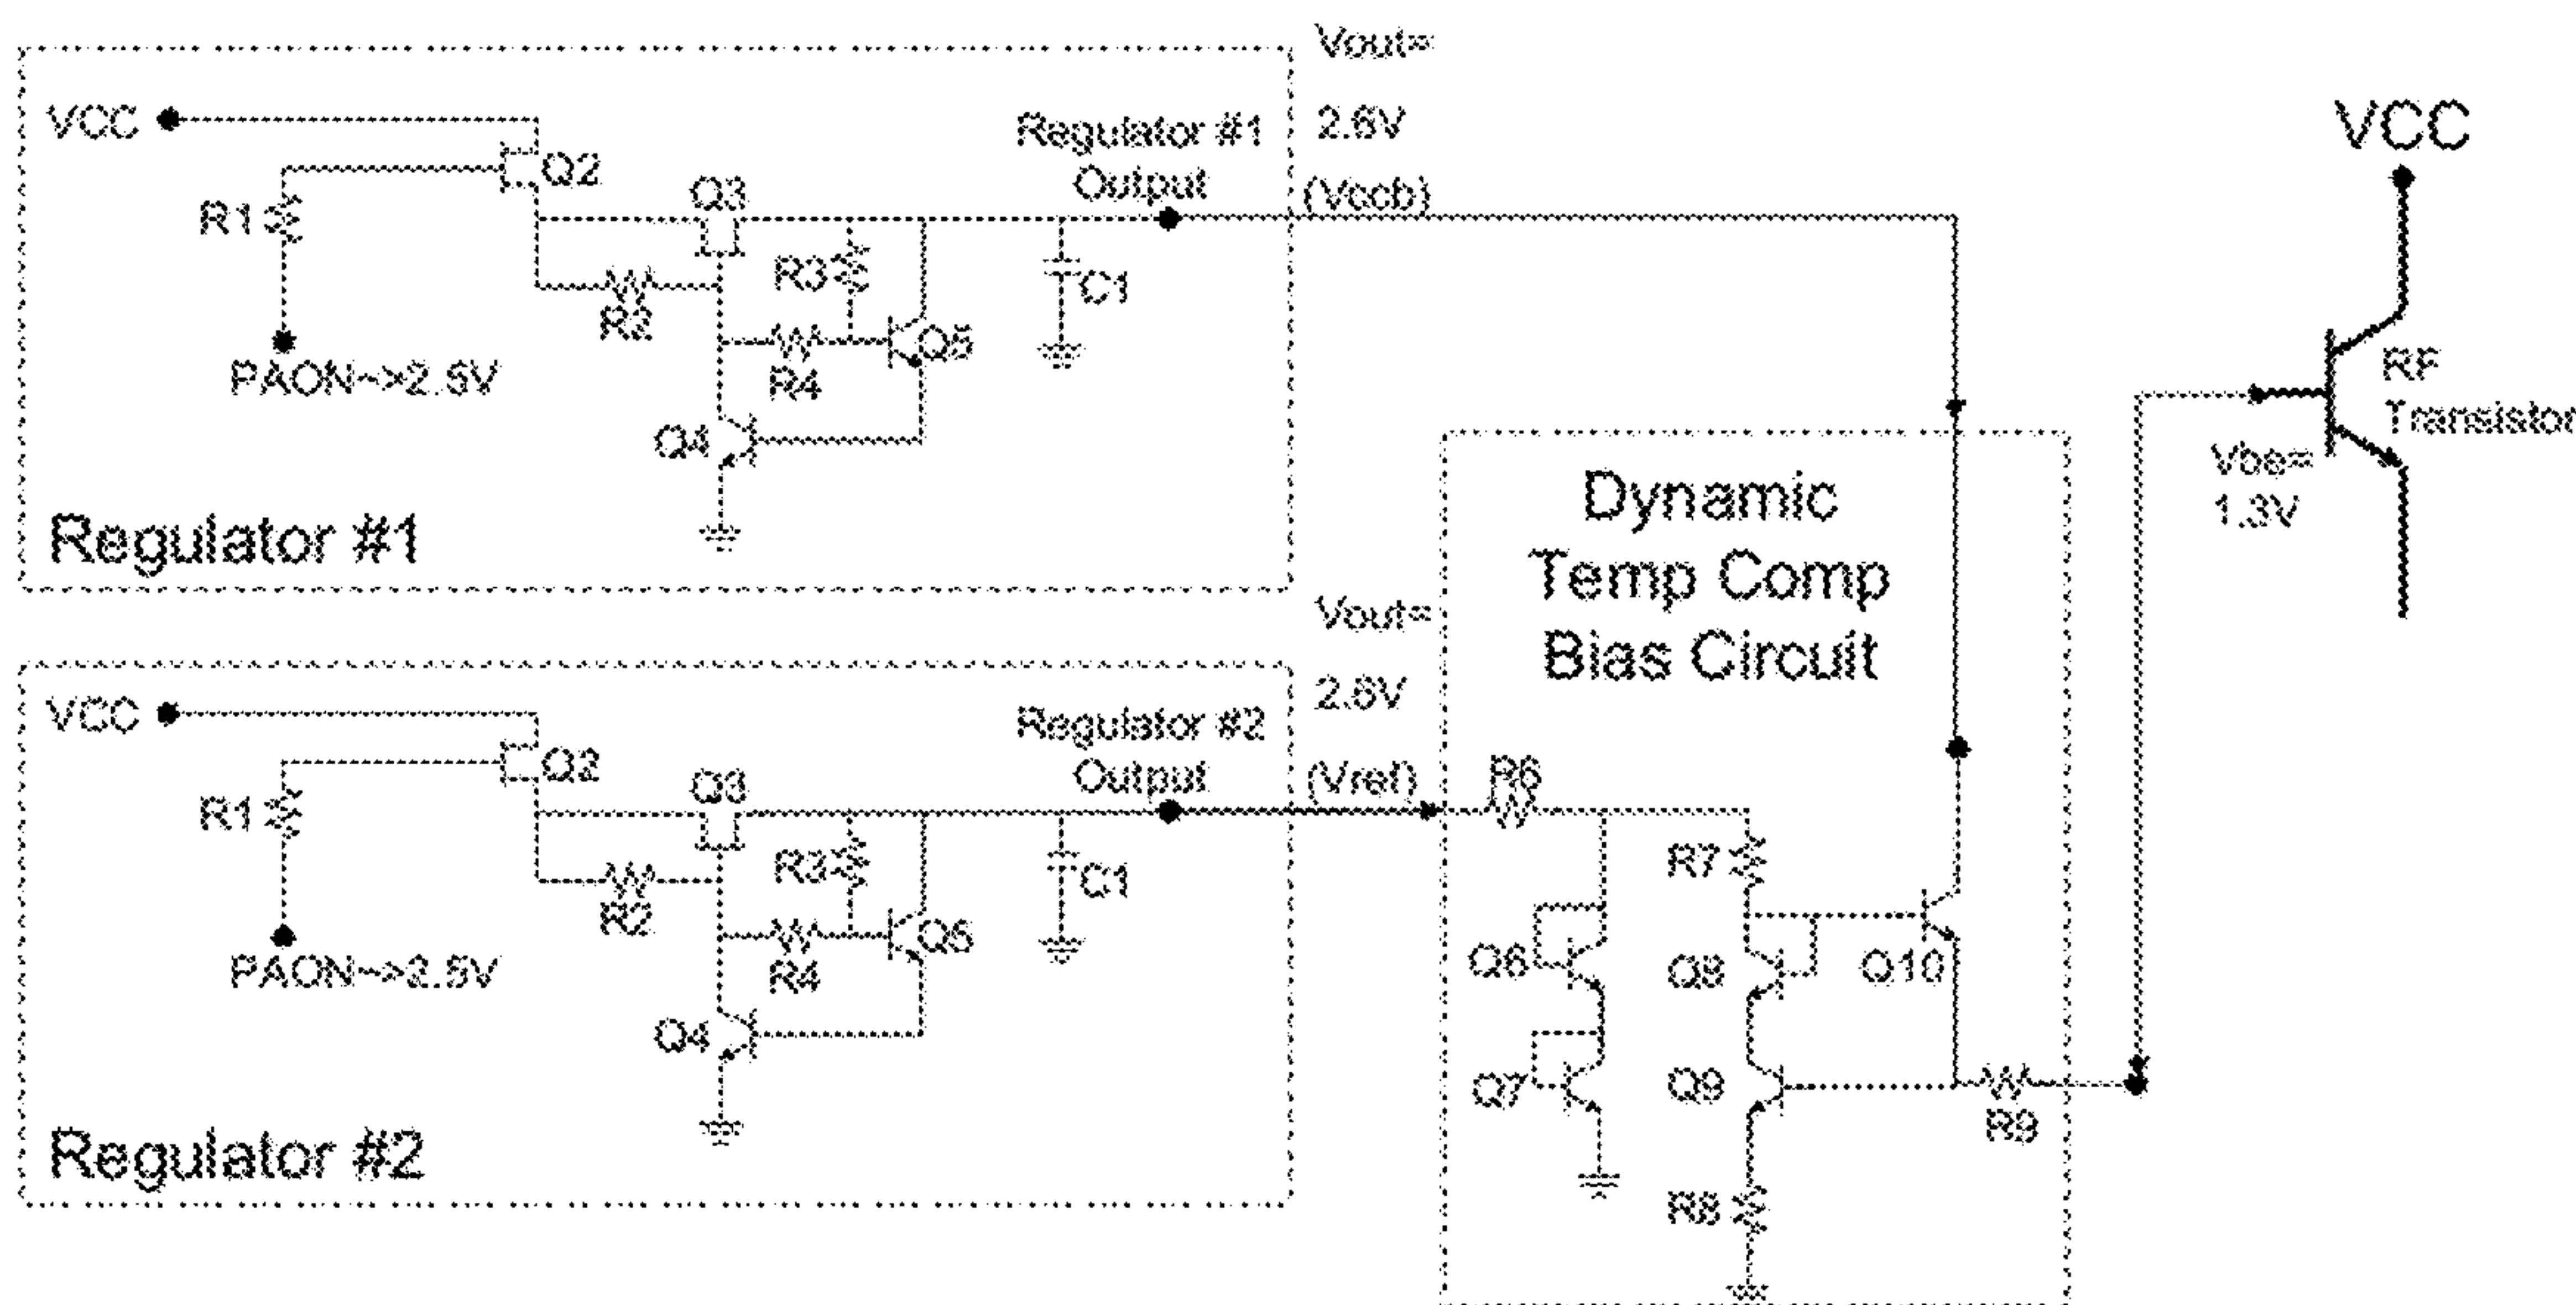 VCC
Q2
R1
PAON~>2.5V
R2
Q3
R3
R4
Q5
Q4
C1
Regulator #1
Output
Regulator #1
Vout=
2.6V
(Vccb)
VCC
Q2
R1
PAON~>2.5V
R2
Q3
R3
R4
Q5
Q4
C1
Regulator #2
Output
Regulator #2
Vout=
2.6V
(Vref)
Dynamic
Temp Comp
Bias Circuit
R6
R7
Q6
Q8
Q10
Q7
Q9
R9
R8
VCC
RF
Transistor
Vbe=
1.3V